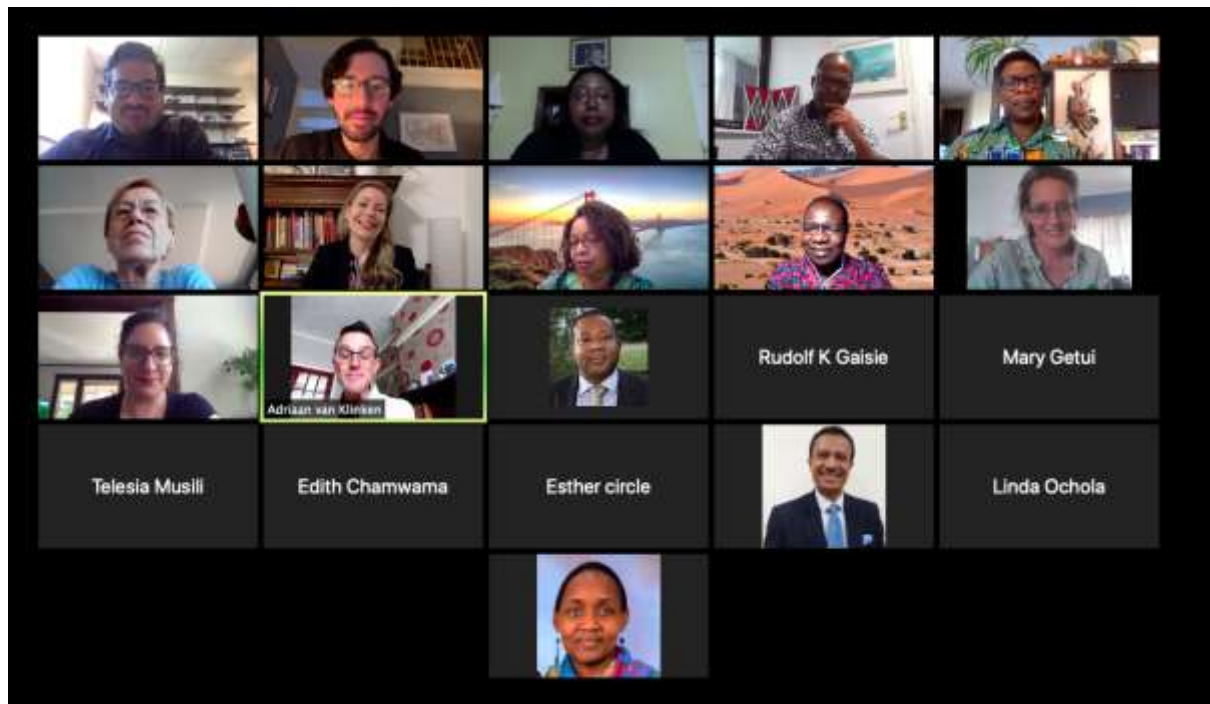 Adriaan van Klinken
Rudolf K Gaisie
Mary Getui
Telesia Musili
Edith Chamwama
Esther circle
Linda Ochola